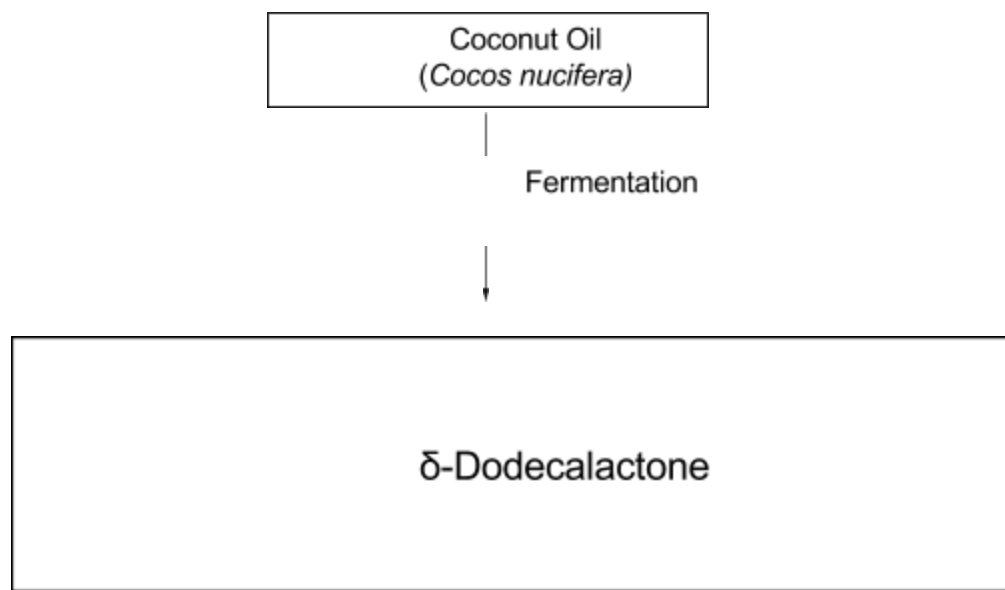 Coconut Oil
(Cocos nucifera)
Fermentation
δ-Dodecalactone